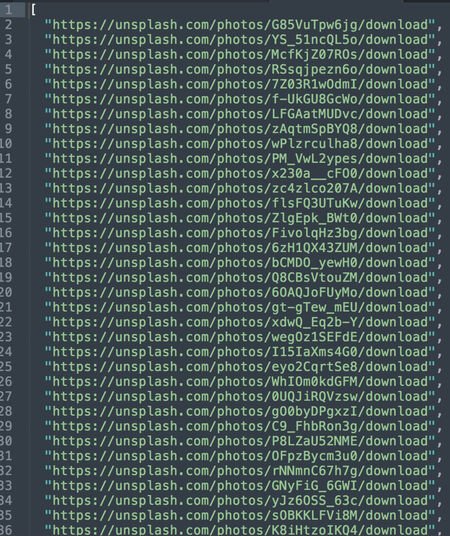 1 [
2 "https://unsplash.com/photos/G85VuTpw6jg/download",
3 "https://unsplash.com/photos/YS_51ncQL5o/download",
4 "https://unsplash.com/photos/McfKjZ07ROs/download",
5 "https://unsplash.com/photos/RSsqjpezn6o/download",
6 "https://unsplash.com/photos/7Z03R1wOdmI/download",
7 "https://unsplash.com/photos/f-UkGU8GcWo/download",
8 "https://unsplash.com/photos/LFGAatMUDvc/download",
9 "https://unsplash.com/photos/zAqtmSpBYQ8/download",
10 "https://unsplash.com/photos/wPlzrculha8/download",
11 "https://unsplash.com/photos/PM_VwL2ypes/download",
12 "https://unsplash.com/photos/x230a__cFO0/download",
13 "https://unsplash.com/photos/zc4zlco207A/download",
14 "https://unsplash.com/photos/flsFQ3UTuKw/download",
15 "https://unsplash.com/photos/ZlgEpk_BWt0/download",
16 "https://unsplash.com/photos/FivolqHz3bg/download",
17 "https://unsplash.com/photos/6zH1QX43ZUM/download",
18 "https://unsplash.com/photos/bCMDO_yewH0/download",
19 "https://unsplash.com/photos/Q8CBsVtouZM/download",
20 "https://unsplash.com/photos/6OAQJoFUyMo/download",
21 "https://unsplash.com/photos/gt-gTew_mEU/download",
22 "https://unsplash.com/photos/xdwQ_Eq2b-Y/download",
23 "https://unsplash.com/photos/wegOz1SEFdE/download",
24 "https://unsplash.com/photos/I15IaXms4G0/download",
25 "https://unsplash.com/photos/eyo2CqrtSe8/download",
26 "https://unsplash.com/photos/WhIOm0kdGFM/download",
27 "https://unsplash.com/photos/0UQJiRQVzsw/download",
28 "https://unsplash.com/photos/gO0byDPgxzI/download",
29 "https://unsplash.com/photos/C9_FhbRon3g/download",
30 "https://unsplash.com/photos/P8LZaU52NME/download",
31 "https://unsplash.com/photos/OFpzBycm3u0/download",
32 "https://unsplash.com/photos/rNNmnC67h7g/download",
33 "https://unsplash.com/photos/GNyFiG_6GWI/download",
34 "https://unsplash.com/photos/yJz6OSS_63c/download",
35 "https://unsplash.com/photos/sOBKKLFVi8M/download",
36 "https://unsplash.com/photos/K8iHtzoIKQ4/download",